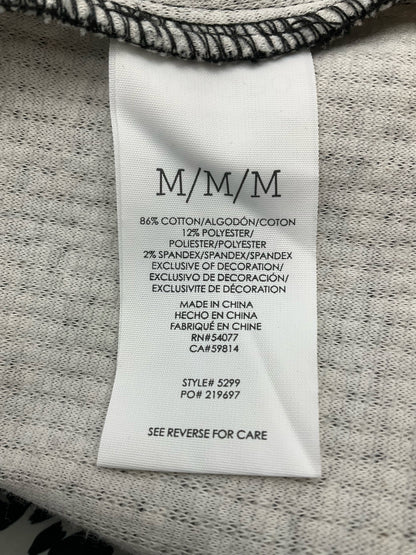 M/M/M
86% COTTON/ALGODÓN/COTON
12% POLYESTER/
POLIESTER/POLYESTER
2% SPANDEX/SPANDEX/SPANDEX
EXCLUSIVE OF DECORATION/
EXCLUSIVO DE DECORACIÓN/
EXCLUSIVITE DE DÉCORATION
MADE IN CHINA
HECHO EN CHINA
FABRIQUÉ EN CHINE
RN#54077
CA#59814
STYLE# 5299
PO# 219697
SEE REVERSE FOR CARE